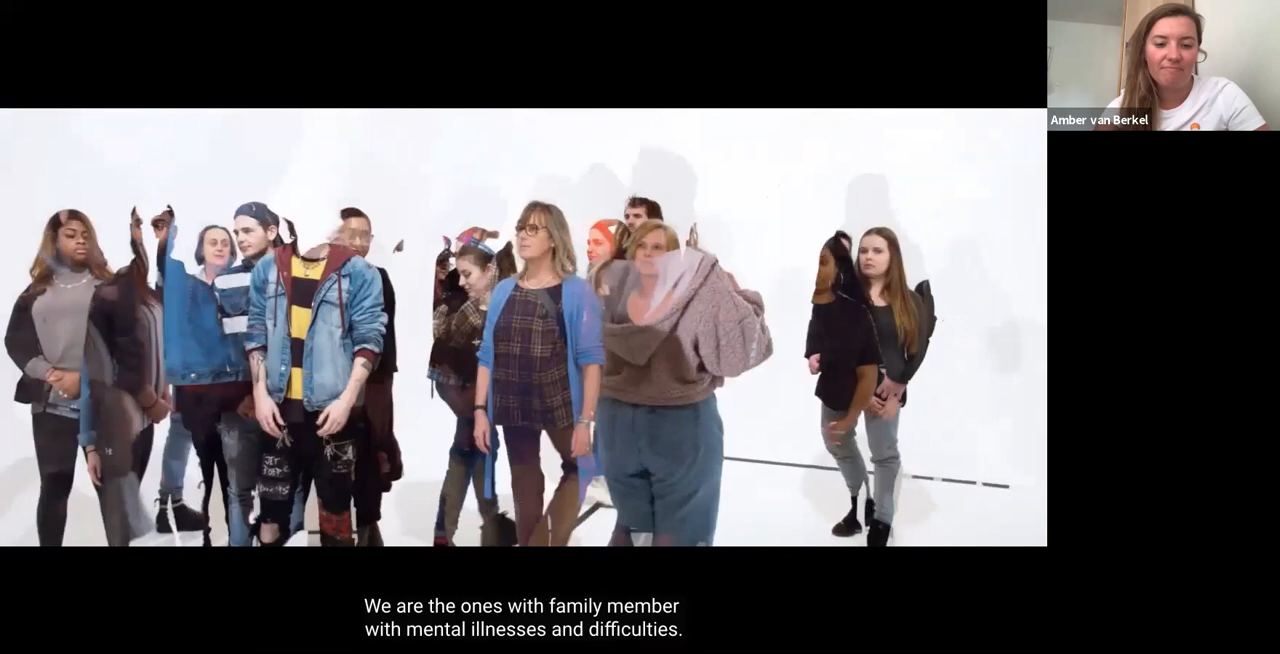 Amber van Berkel
We are the ones with family member
with mental illnesses and difficulties.